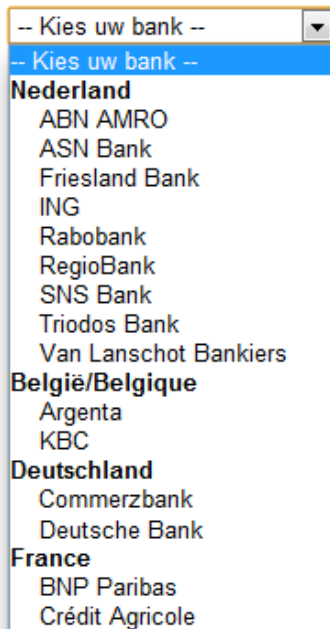 -- Kies uw bank --
-- Kies uw bank --
Nederland
ABN AMRO
ASN Bank
Friesland Bank
ING
Rabobank
RegioBank
SNS Bank
Triodos Bank
Van Lanschot Bankiers
België/Belgique
Argenta
KBC
Deutschland
Commerzbank
Deutsche Bank
France
BNP Paribas
Crédit Agricole